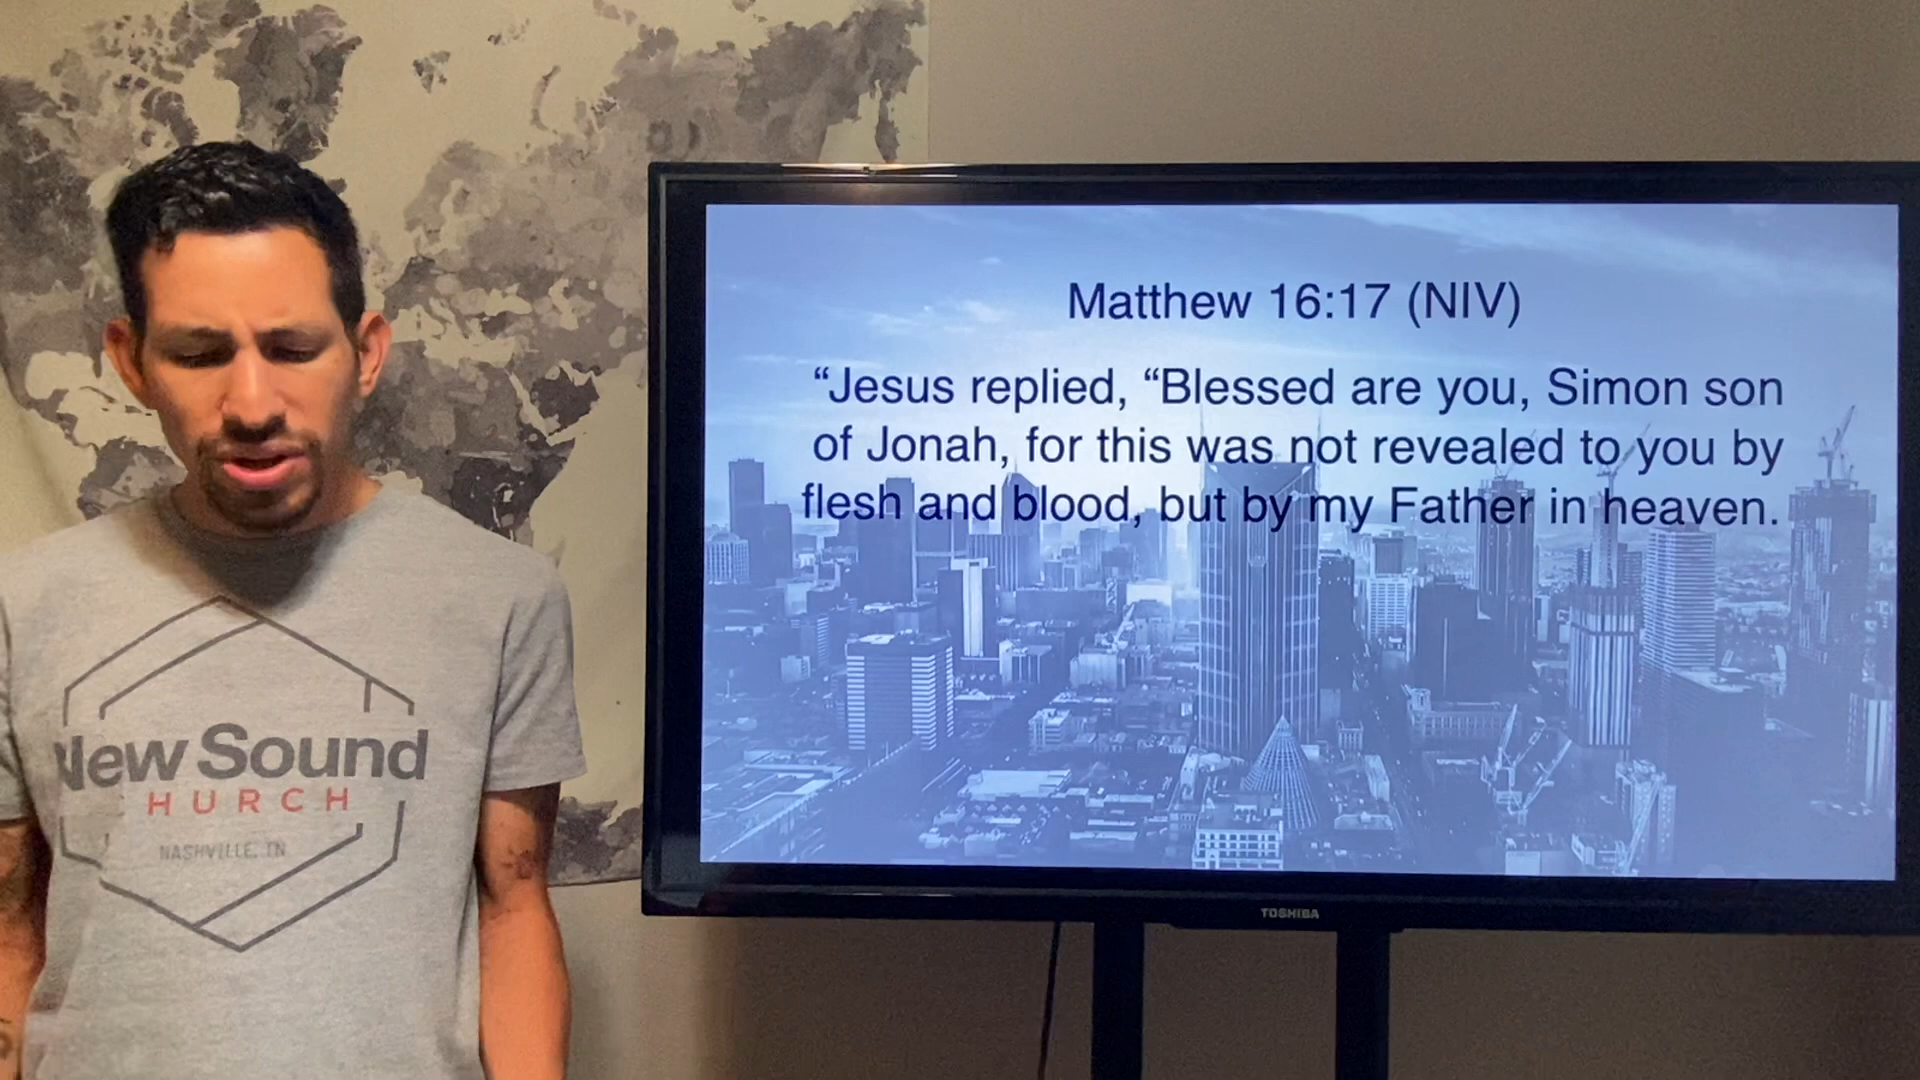 Matthew 16:17 (NIV)
“Jesus replied, “Blessed are you, Simon son
of Jonah, for this was not revealed to you by
flesh and blood, but by my Father in heaven.
New Sound
HURCH
NASHVILLE, TN
TOSHIBA